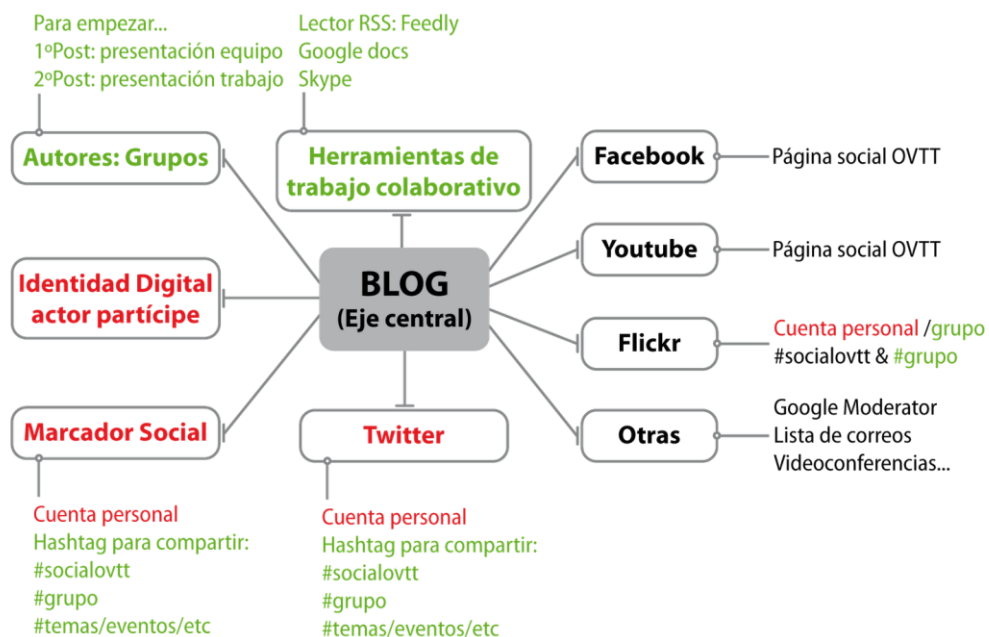 Para empezar...
1ºPost: presentación equipo
2ºPost: presentación trabajo
Lector RSS: Feedly
Google docs
Skype
Autores: Grupos
Herramientas de
trabajo colaborativo
Facebook
Página social OVTT
Youtube
Página social OVTT
Identidad Digital
actor partícipe
BLOG
(Eje central)
Flickr
Cuenta personal /grupo
#socialovtt & #grupo
Marcador Social
Twitter
Otras
Google Moderator
Lista de correos
Videoconferencias...
Cuenta personal
Hashtag para compartir:
#socialovtt
#grupo
#temas/eventos/etc
Cuenta personal
Hashtag para compartir:
#socialovtt
#grupo
#temas/eventos/etc